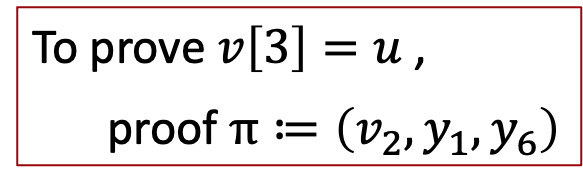 To prove 𝑣[3] = 𝑢 ,
proof π ≔ (𝑣₂, 𝑦₁, 𝑦₆)